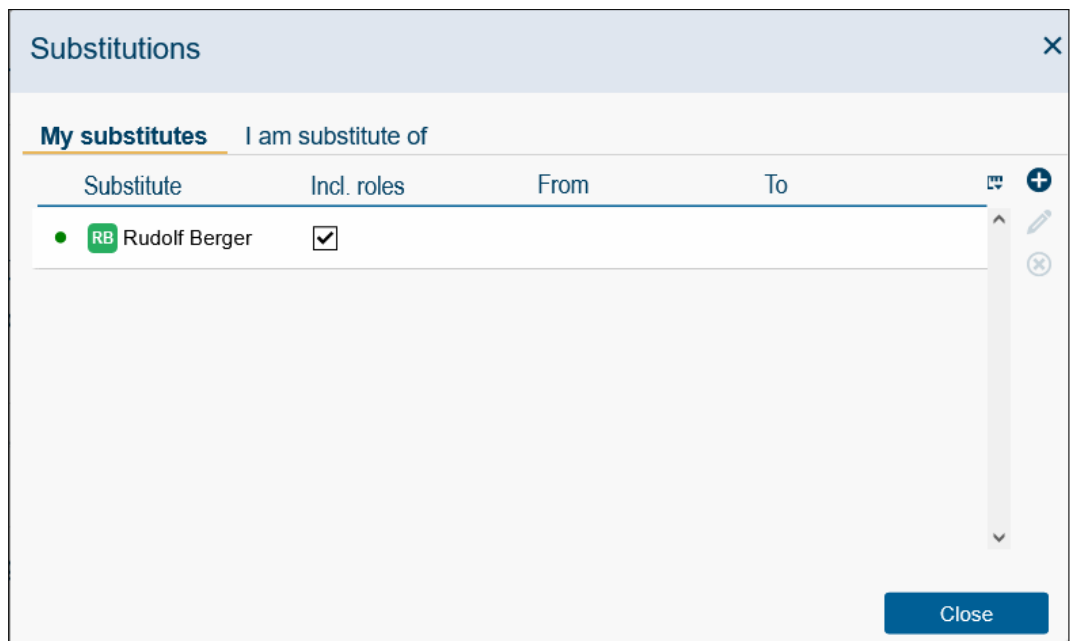 Substitutions
My substitutes I am substitute of
Substitute Incl. roles From To
RB Rudolf Berger
Close